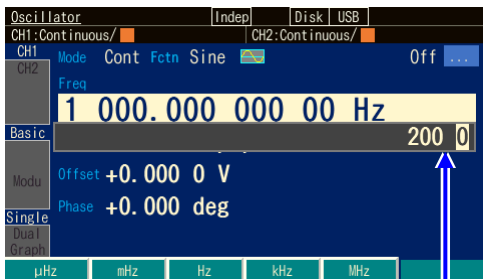 Oscillator Indep Disk USB
CH1:Continuous/ CH2:Continuous/
CH1 Mode Cont Fctn Sine Off ...
CH2
Freq
1 000.000 000 00 Hz
Basic 200 0
Modu Offset +0.000 0 V
Single Phase +0.000 deg
Dual
Graph
µHz mHz Hz kHz MHz